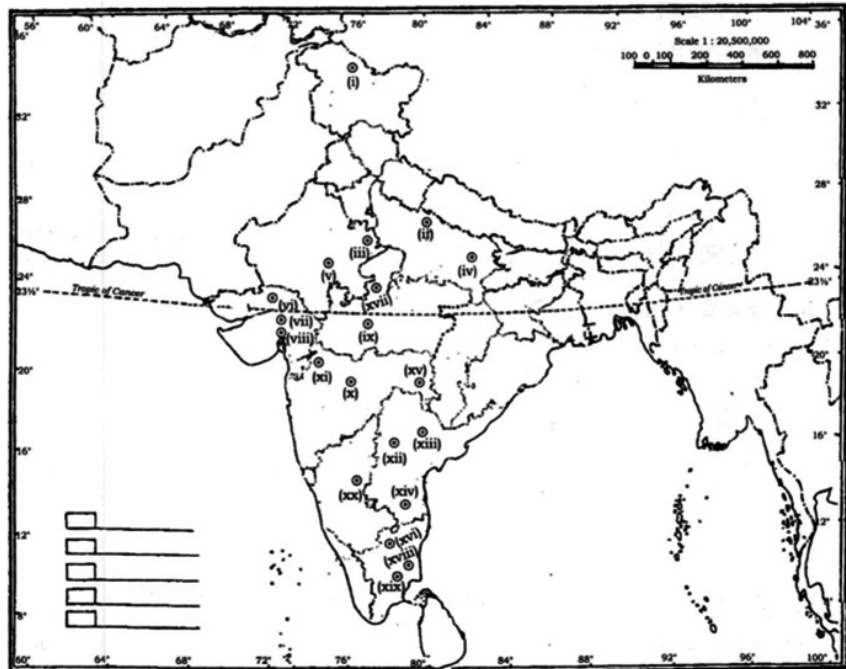 56° 60° 64° 68° 72° 76° 80° 84° 88° 92° 96° 100° 104°
36° 36°
Scale 1 : 20,500,000
100 0 100 200 400 600 800
Kilometers
(i)
32° 32°
28° 28°
(ii)
(iii)
(iv)
(v)
24° 24°
23½° Tropic of Cancer Tropic of Cancer 23½°
(vi)
(xvii)
(vii)
(viii)
(ix)
20° 20°
(xi)
(x)
(xv)
16° 16°
(xii)
(xiii)
(xx)
(xiv)
12° 12°
(xvi)
(xviii)
(xix)
8° 8°
60° 64° 68° 72° 76° 80° 84° 88° 92° 96° 100°